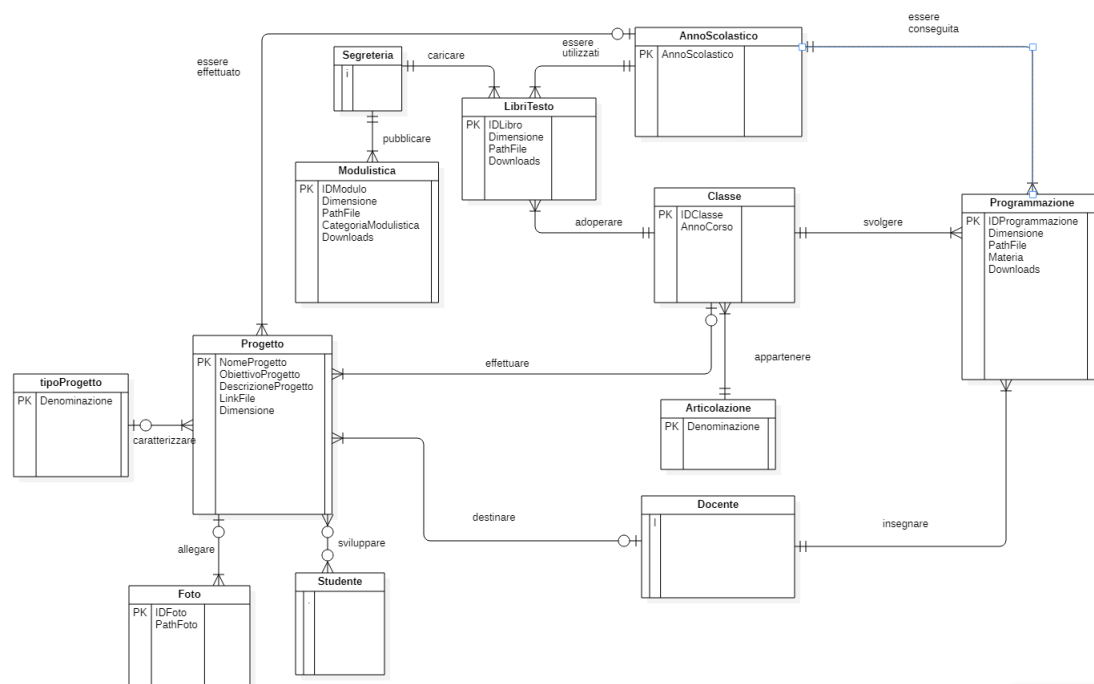 essere
conseguita
AnnoScolastico
PK AnnoScolastico
essere
utilizzati
essere
effettuato
Segreteria
i
caricare
LibriTesto
PK IDLibro
Dimensione
PathFile
Downloads
pubblicare
Modulistica
PK IDModulo
Dimensione
PathFile
CategoriaModulistica
Downloads
Classe
PK IDClasse
AnnoCorso
adoperare
svolgere
Programmazione
PK IDProgrammazione
Dimensione
PathFile
Materia
Downloads
Progetto
PK NomeProgetto
ObiettivoProgetto
DescrizioneProgetto
LinkFile
Dimensione
effettuare
appartenere
tipoProgetto
PK Denominazione
caratterizzare
Articolazione
PK Denominazione
destinare
Docente
insegnare
allegare
sviluppare
Foto
PK IDFoto
PathFoto
Studente